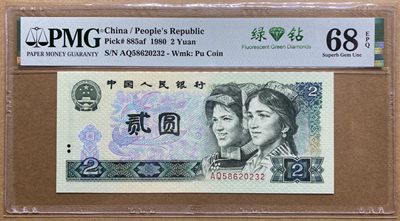 PMG
PAPER MONEY GUARANTY
China / People's Republic
Pick# 885af 1980 2 Yuan
S/N AQ58620232 - Wmk: Pu Coin
绿钻
Fluorescent Green Diamonds
68 EPQ
Superb Gem Unc
中国人民银行
2
贰圆
AQ58620232
2
2